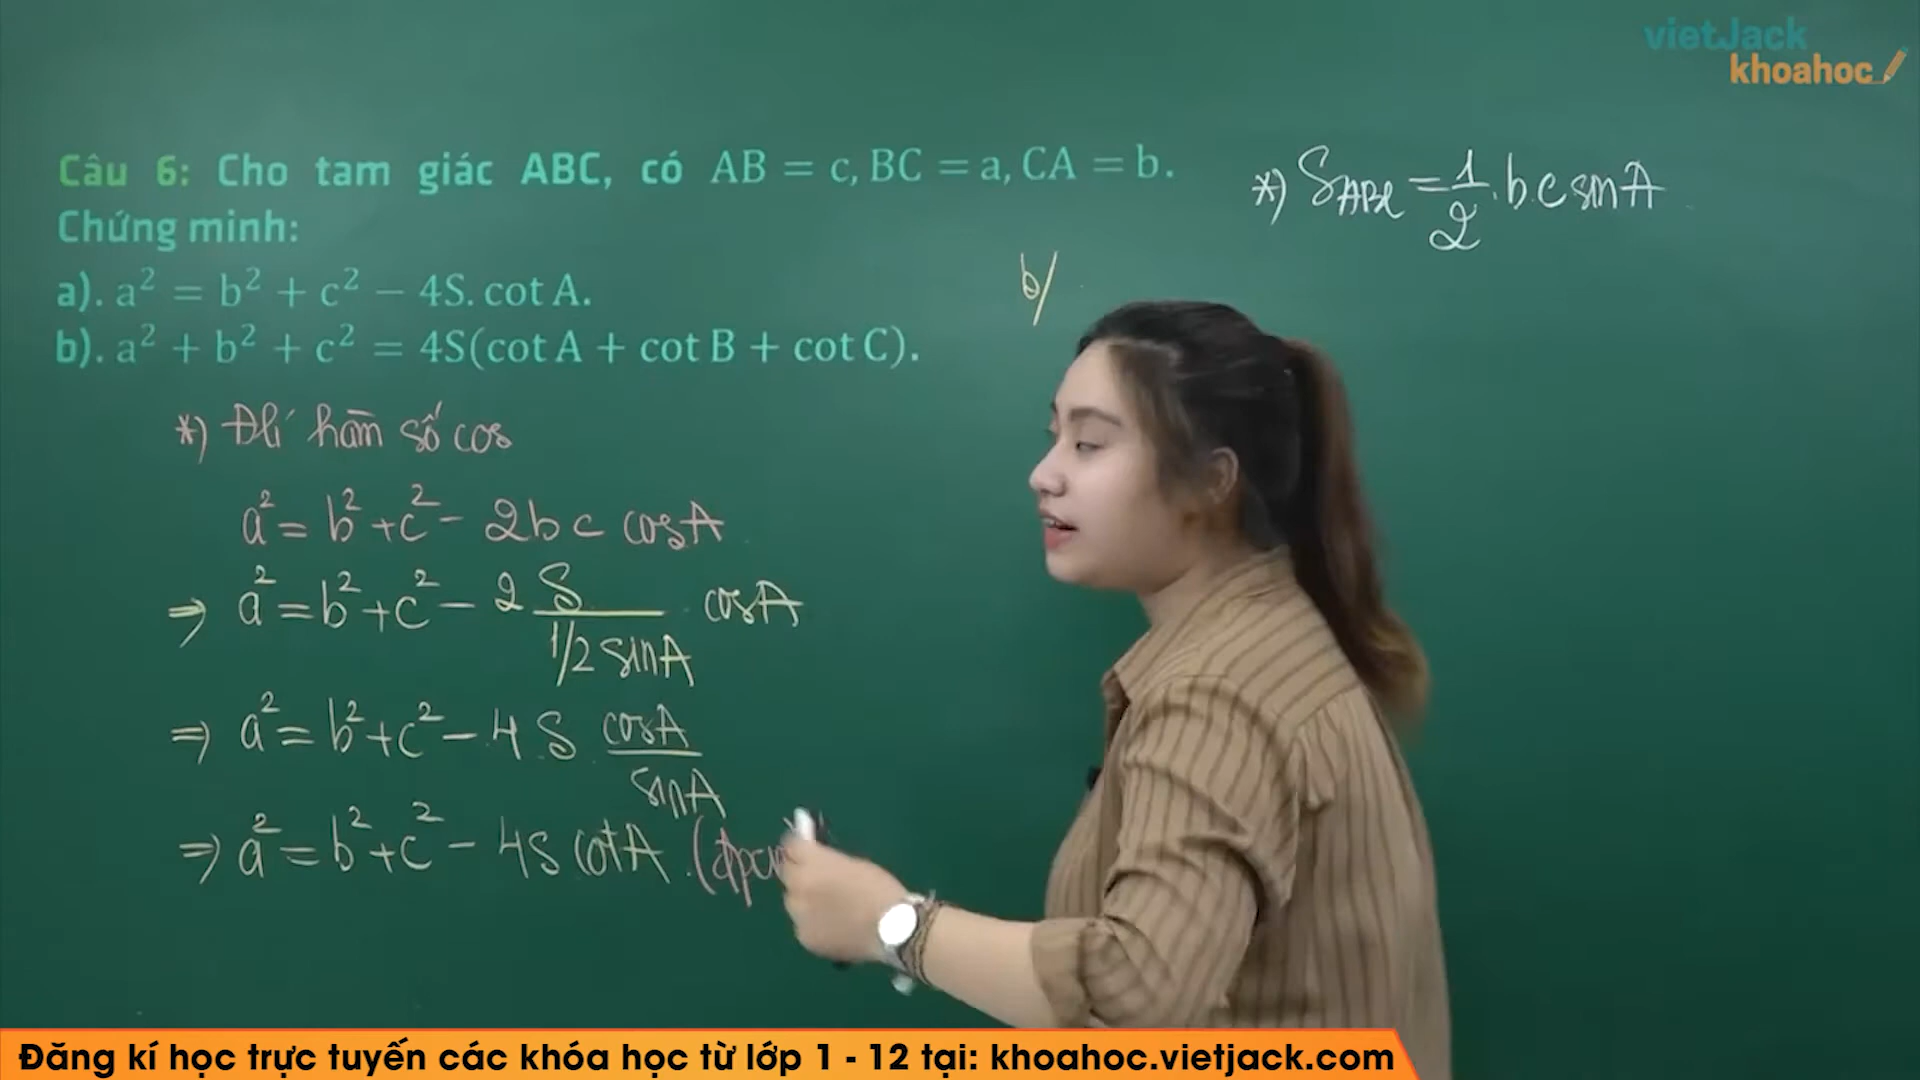 vietJack
khoahoc
Câu 6: Cho tam giác ABC, có AB = c, BC = a, CA = b.
Chứng minh:
a). a² = b² + c² − 4S. cot A.
b). a² + b² + c² = 4S(cot A + cot B + cot C).
*) Đlí hàm số cos
a² = b² + c² - 2bc cosA
⇒ a² = b² + c² - 2 S/(1/2 sinA) cosA
⇒ a² = b² + c² - 4 S cosA/sinA
⇒ a² = b² + c² - 4S cotA. (đpcm
*) S_ABC = 1/2 . b.c sinA
b/
Đăng kí học trực tuyến các khóa học từ lớp 1 - 12 tại: khoahoc.vietjack.com